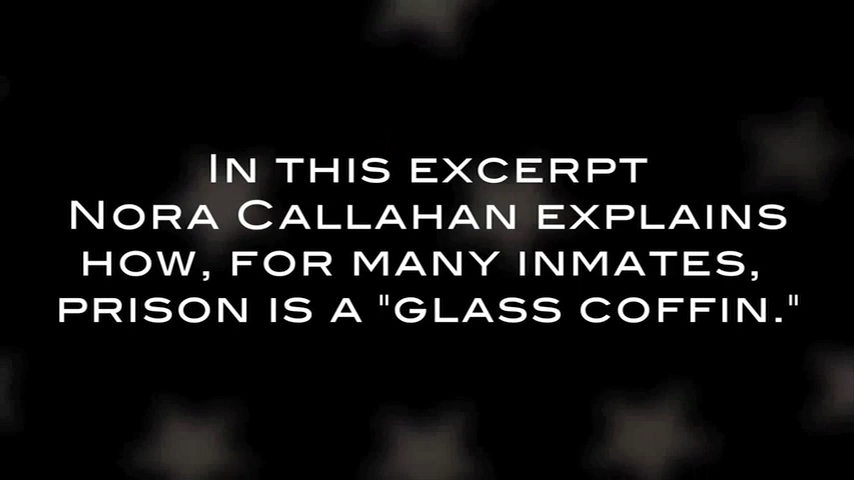 In this excerpt
Nora Callahan explains
how, for many inmates,
prison is a "glass coffin."